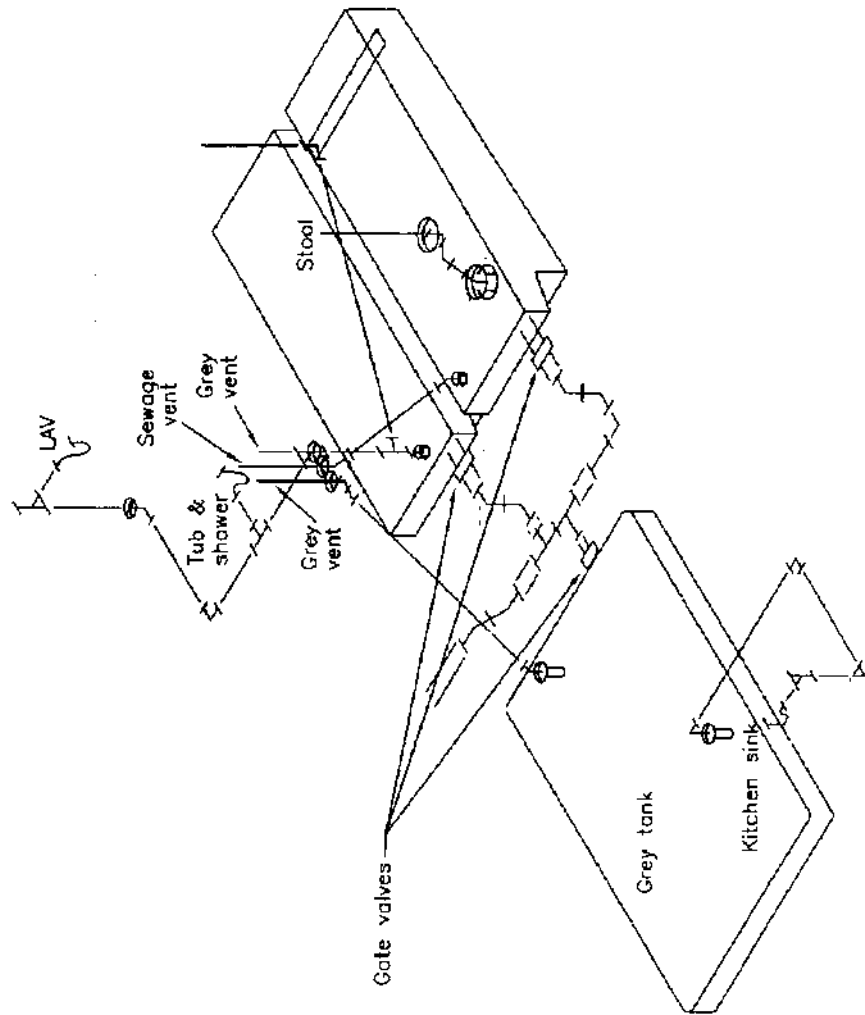 LAV
Sewage
vent
Grey
vent
Tub &
shower
Grey
vent
Stool
Gate valves
Grey tank
Kitchen sink